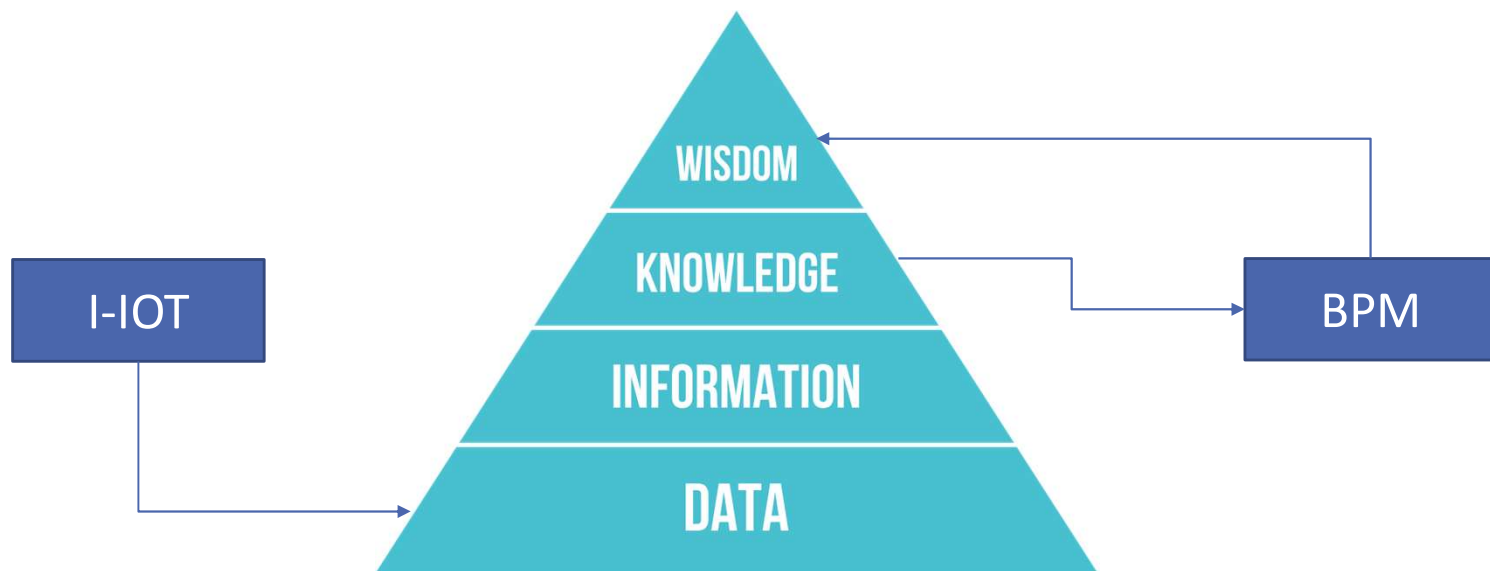 WISDOM
KNOWLEDGE
I-IOT
BPM
INFORMATION
DATA